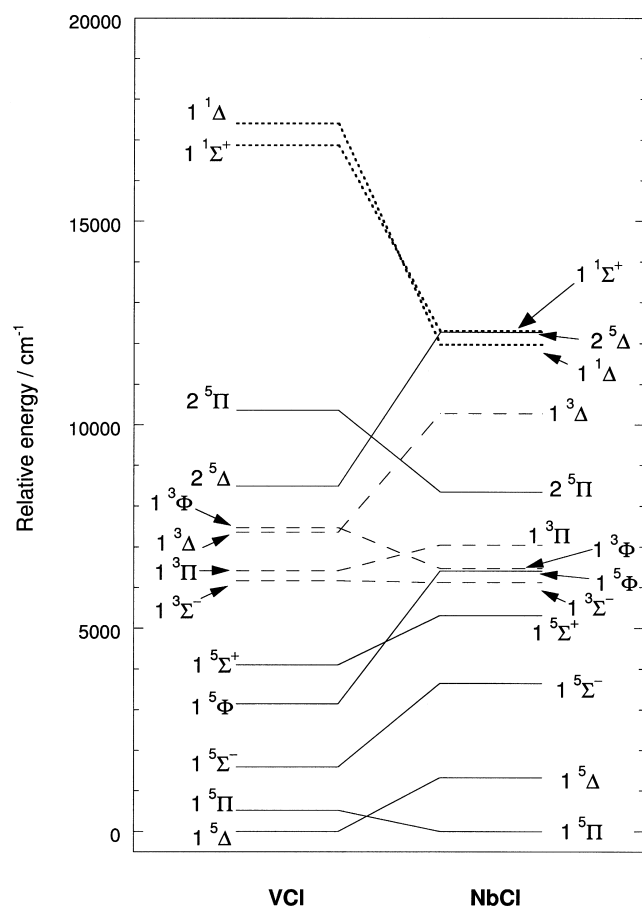 20000
15000
10000
5000
0
Relative energy / cm⁻¹
1 ¹Δ
1 ¹Σ⁺
2 ⁵Π
2 ⁵Δ
1 ³Φ
1 ³Δ
1 ³Π
1 ³Σ⁻
1 ⁵Σ⁺
1 ⁵Φ
1 ⁵Σ⁻
1 ⁵Π
1 ⁵Δ
1 ¹Σ⁺
2 ⁵Δ
1 ¹Δ
1 ³Δ
2 ⁵Π
1 ³Π
1 ³Φ
1 ⁵Φ
1 ³Σ⁻
1 ⁵Σ⁺
1 ⁵Σ⁻
1 ⁵Δ
1 ⁵Π
VCl
NbCl